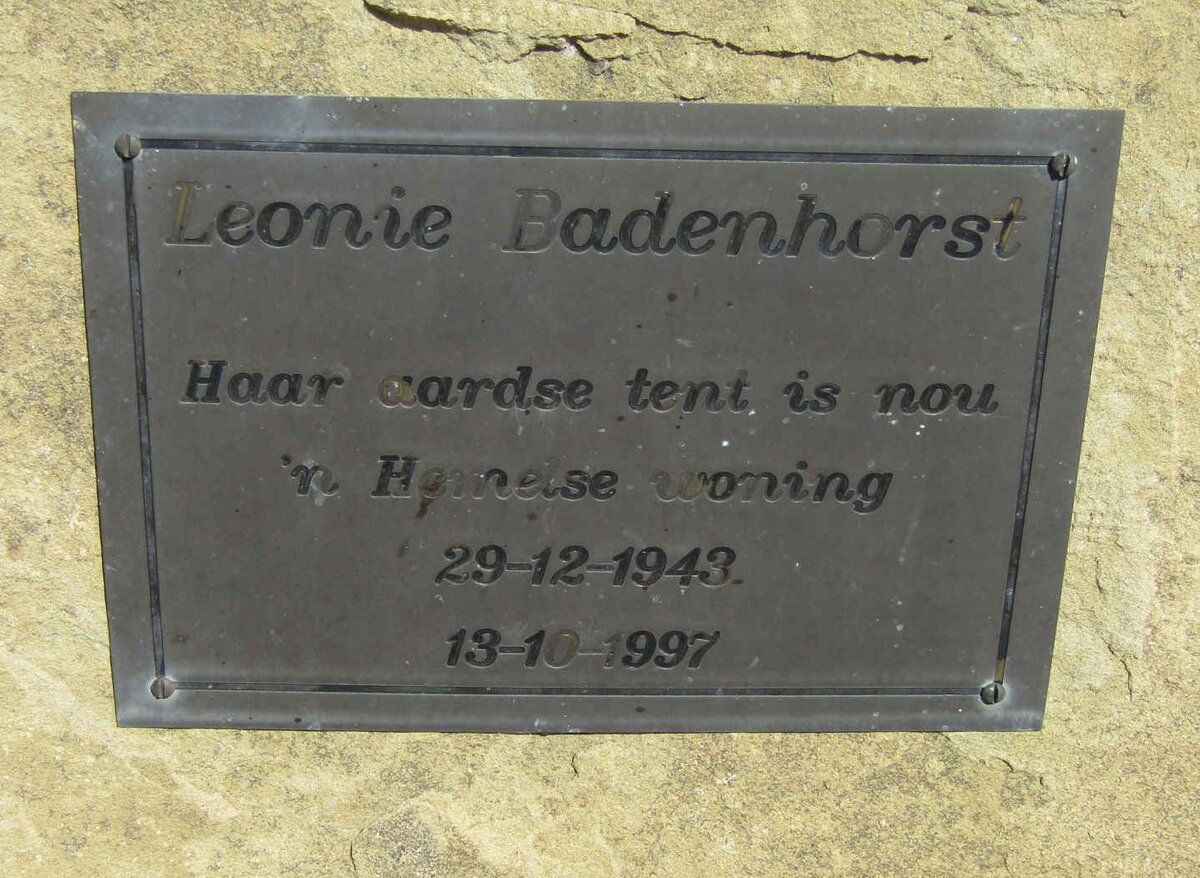 Leonie Badenhorst
Haar aardse tent is nou
'n Hemelse woning
29-12-1943
13-10-1997